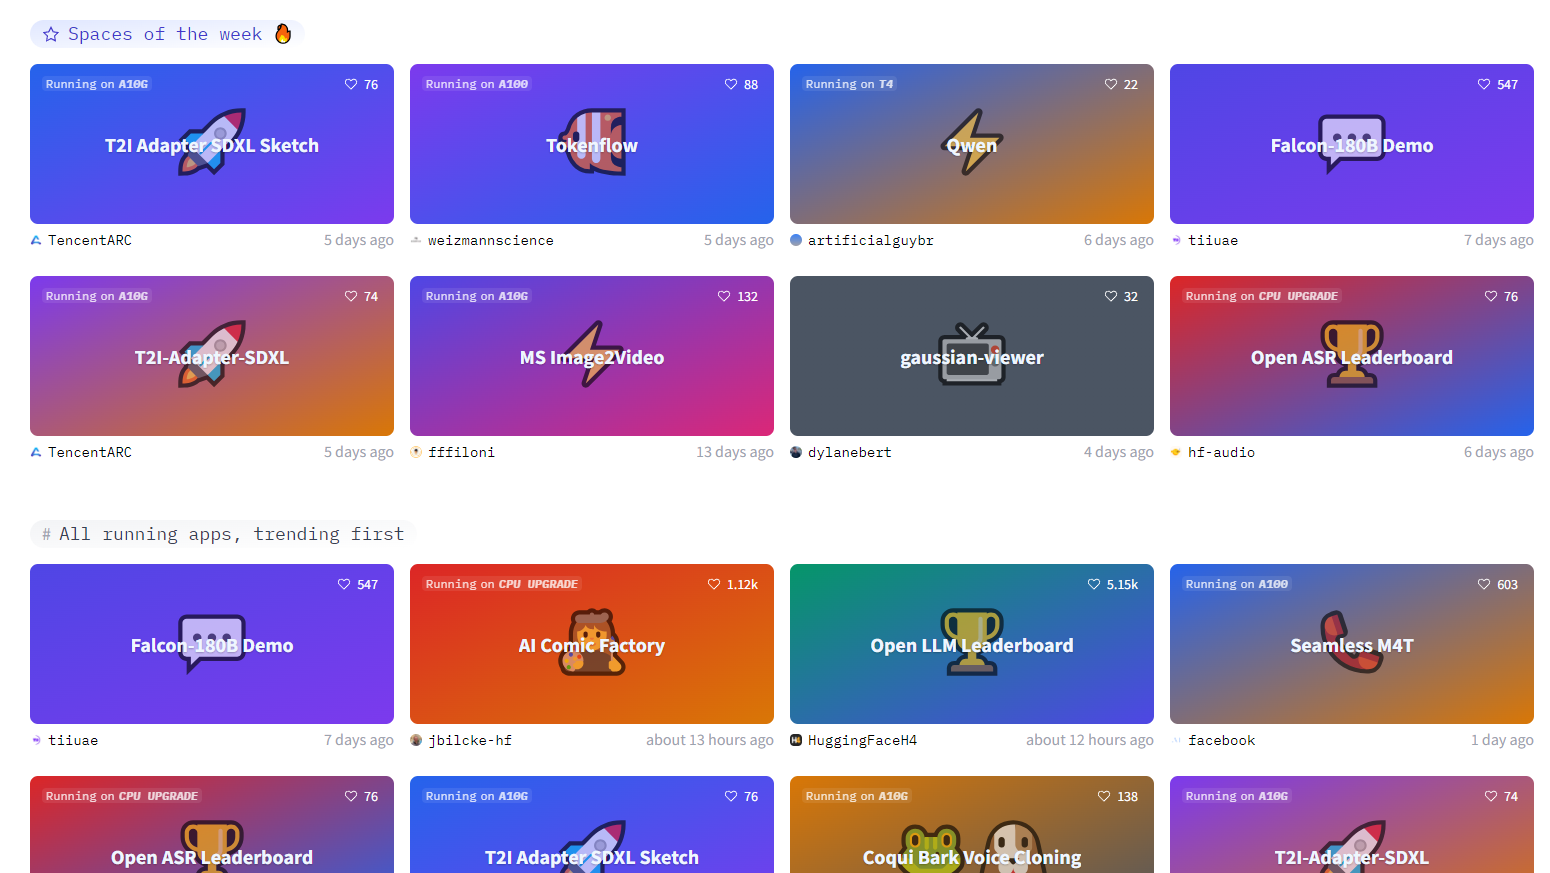 Spaces of the week 🔥
Running on A10G
76
T2I Adapter SDXL Sketch
TencentARC
5 days ago
Running on A100
88
Tokenflow
weizmannscience
5 days ago
Running on T4
22
Qwen
artificialguybr
6 days ago
547
Falcon-180B Demo
tiiuae
7 days ago
Running on A10G
74
T2I-Adapter-SDXL
TencentARC
5 days ago
Running on A10G
132
MS Image2Video
fffiloni
13 days ago
32
gaussian-viewer
dylanebert
4 days ago
Running on CPU UPGRADE
76
Open ASR Leaderboard
hf-audio
6 days ago
# All running apps, trending first
547
Falcon-180B Demo
tiiuae
7 days ago
Running on CPU UPGRADE
1.12k
AI Comic Factory
jbilcke-hf
about 13 hours ago
5.15k
Open LLM Leaderboard
HuggingFaceH4
about 12 hours ago
Running on A100
603
Seamless M4T
facebook
1 day ago
Running on CPU UPGRADE
76
Open ASR Leaderboard
Running on A10G
76
T2I Adapter SDXL Sketch
Running on A10G
138
Coqui Bark Voice Cloning
Running on A10G
74
T2I-Adapter-SDXL